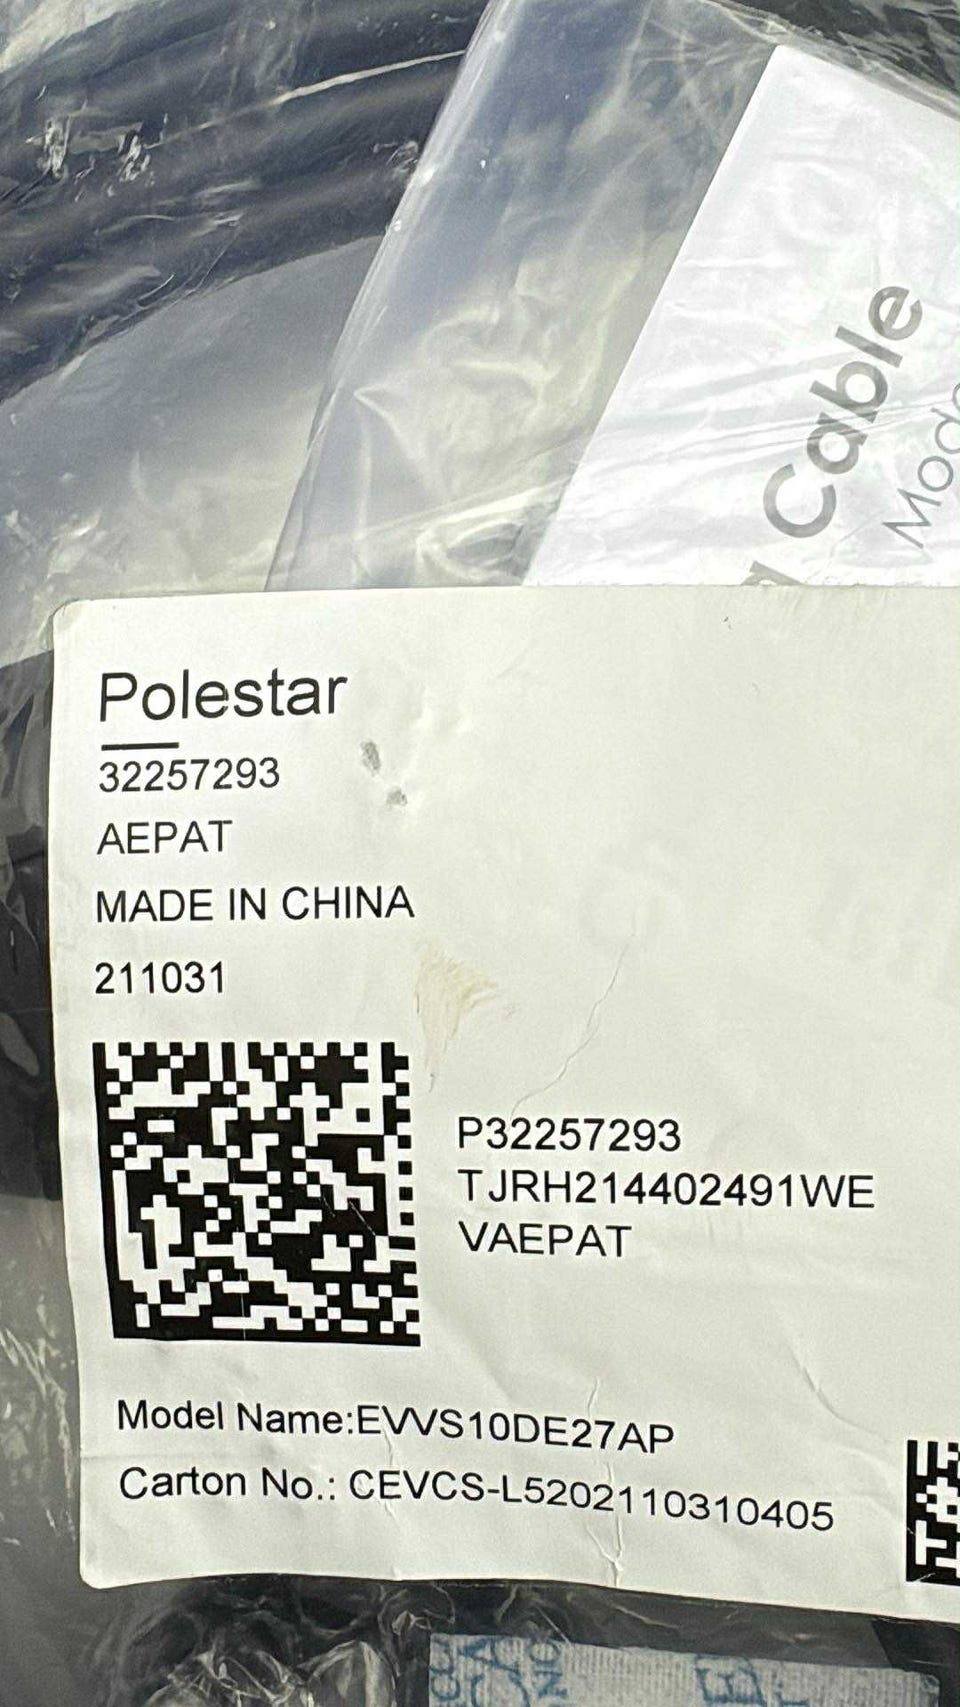 Cable
Polestar
32257293
AEPAT
MADE IN CHINA
211031
P32257293
TJRH214402491WE
VAEPAT
Model Name:EVVS10DE27AP
Carton No.: CEVCS-L5202110310405